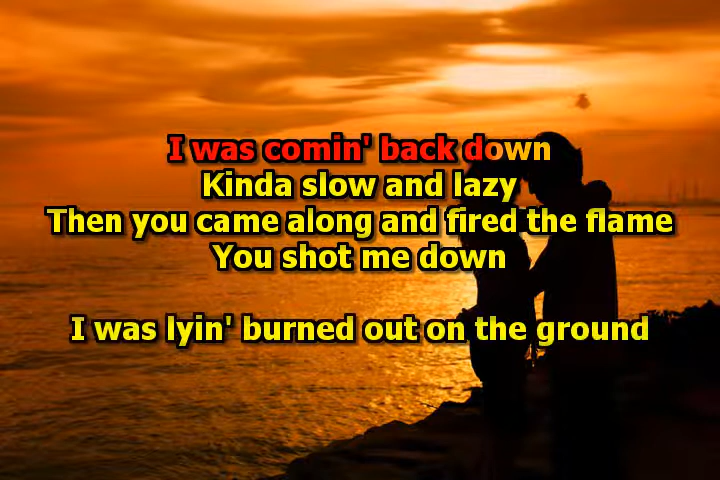 I was comin' back down
Kinda slow and lazy
Then you came along and fired the flame
You shot me down
I was lyin' burned out on the ground